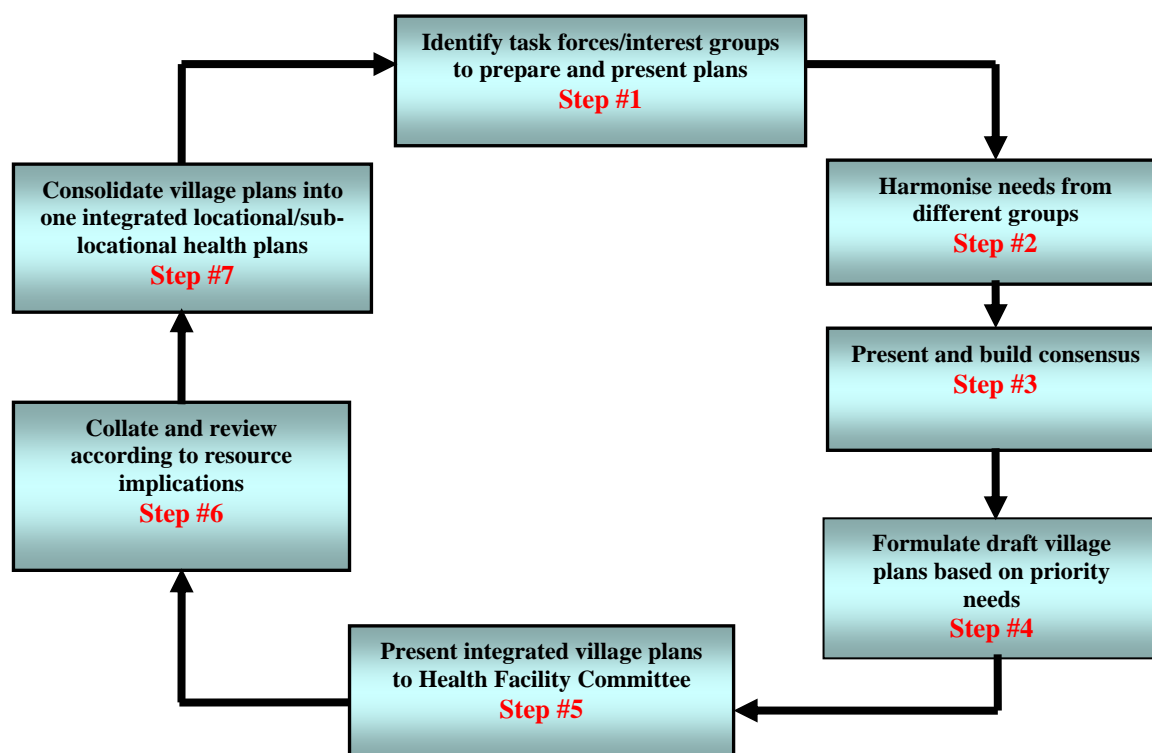 Identify task forces/interest groups
to prepare and present plans
Step #1
Harmonise needs from
different groups
Step #2
Present and build consensus
Step #3
Formulate draft village
plans based on priority
needs
Step #4
Present integrated village plans
to Health Facility Committee
Step #5
Collate and review
according to resource
implications
Step #6
Consolidate village plans into
one integrated locational/sub-
locational health plans
Step #7